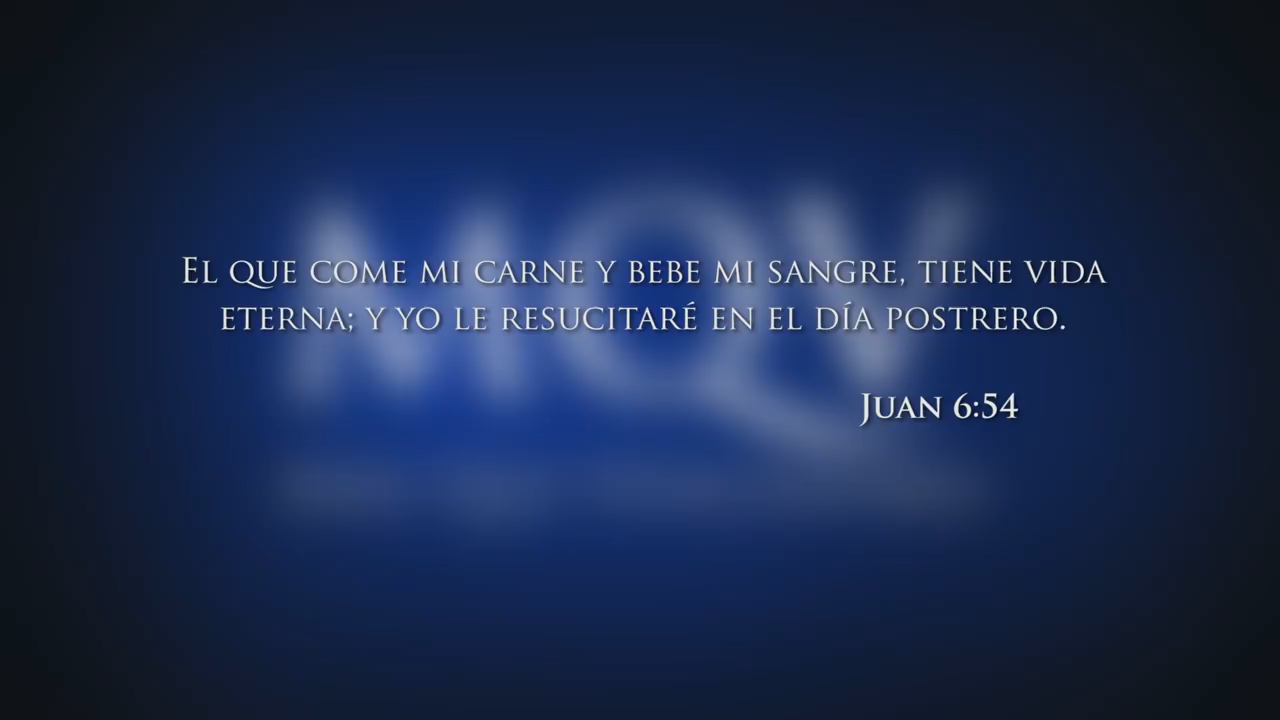 MQV
El que come mi carne y bebe mi sangre, tiene vida
eterna; y yo le resucitaré en el día postrero.
Juan 6:54